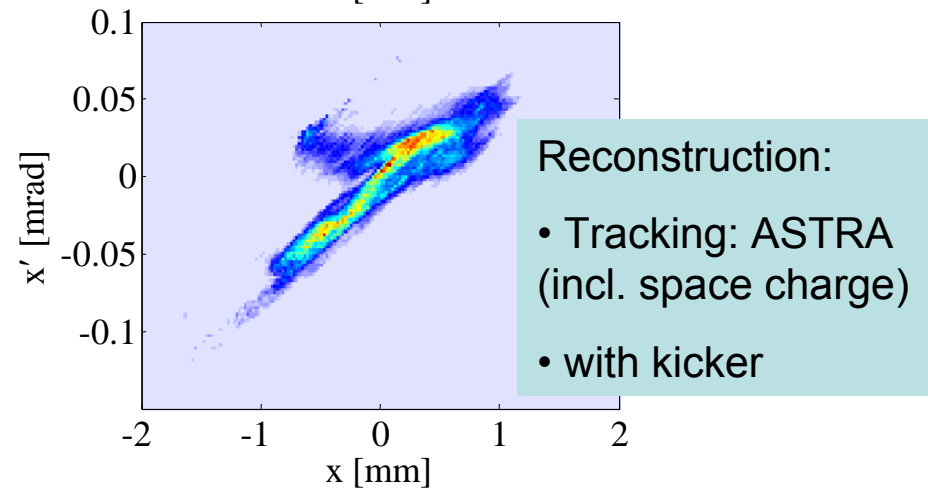 0.1
0.05
0
-0.05
-0.1
x′ [mrad]
-2 -1 0 1 2
x [mm]
Reconstruction:
• Tracking: ASTRA
(incl. space charge)
• with kicker